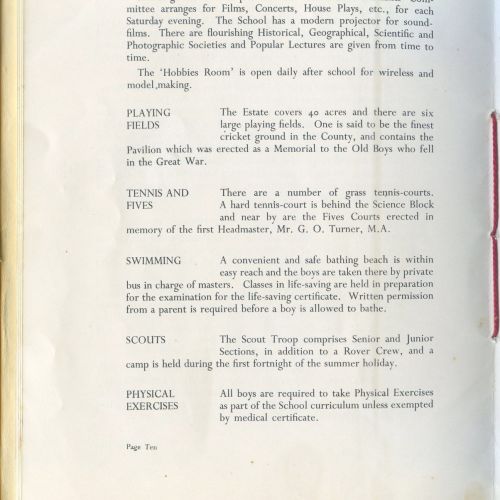 mittee arranges for Films, Concerts, House Plays, etc., for each
Saturday evening. The School has a modern projector for sound-
films. There are flourishing Historical, Geographical, Scientific and
Photographic Societies and Popular Lectures are given from time to
time.
The 'Hobbies Room' is open daily after school for wireless and
model making.
PLAYING FIELDS The Estate covers 40 acres and there are six
large playing fields. One is said to be the finest
cricket ground in the County, and contains the
Pavilion which was erected as a Memorial to the Old Boys who fell
in the Great War.
TENNIS AND FIVES There are a number of grass tennis-courts.
A hard tennis-court is behind the Science Block
and near by are the Fives Courts erected in
memory of the first Headmaster, Mr. G. O. Turner, M.A.
SWIMMING A convenient and safe bathing beach is within
easy reach and the boys are taken there by private
bus in charge of masters. Classes in life-saving are held in preparation
for the examination for the life-saving certificate. Written permission
from a parent is required before a boy is allowed to bathe.
SCOUTS The Scout Troop comprises Senior and Junior
Sections, in addition to a Rover Crew, and a
camp is held during the first fortnight of the summer holiday.
PHYSICAL EXERCISES All boys are required to take Physical Exercises
as part of the School curriculum unless exempted
by medical certificate.
Page Ten